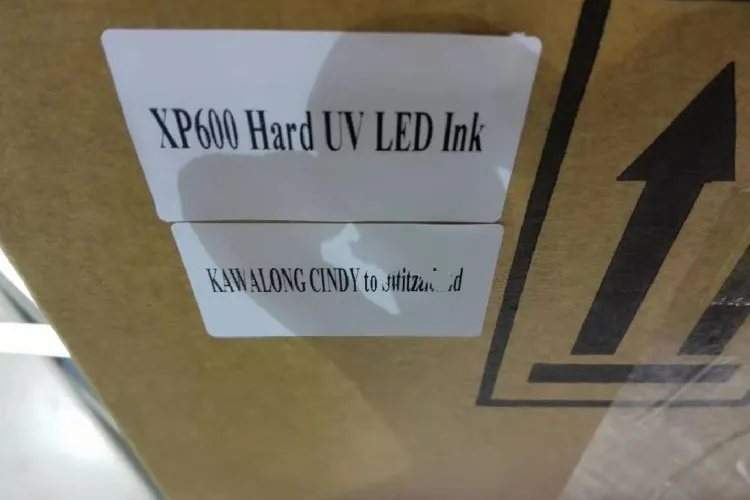 XP600 Hard UV LED Ink
KAWALONG CINDY to